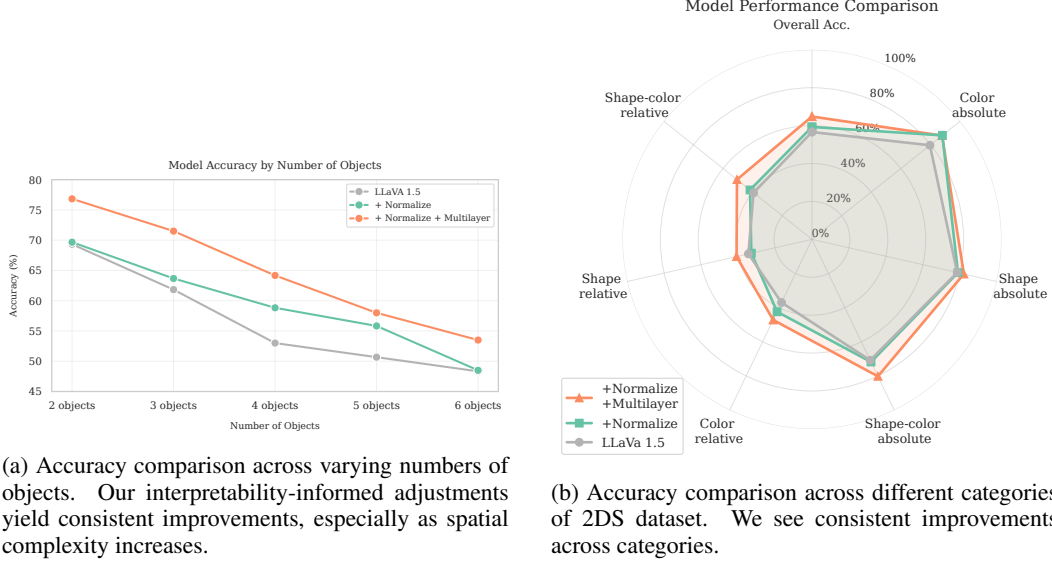 Model Accuracy by Number of Objects
80
75
70
65
60
55
50
45
Accuracy (%)
2 objects
3 objects
4 objects
5 objects
6 objects
Number of Objects
LLaVA 1.5
+ Normalize
+ Normalize + Multilayer
(a) Accuracy comparison across varying numbers of
objects. Our interpretability-informed adjustments
yield consistent improvements, especially as spatial
complexity increases.
Model Performance Comparison
Overall Acc.
100%
80%
60%
40%
20%
0%
Color
absolute
Shape
absolute
Shape-color
absolute
Color
relative
Shape
relative
Shape-color
relative
+Normalize
+Multilayer
+Normalize
LLaVa 1.5
(b) Accuracy comparison across different categories
of 2DS dataset. We see consistent improvements
across categories.